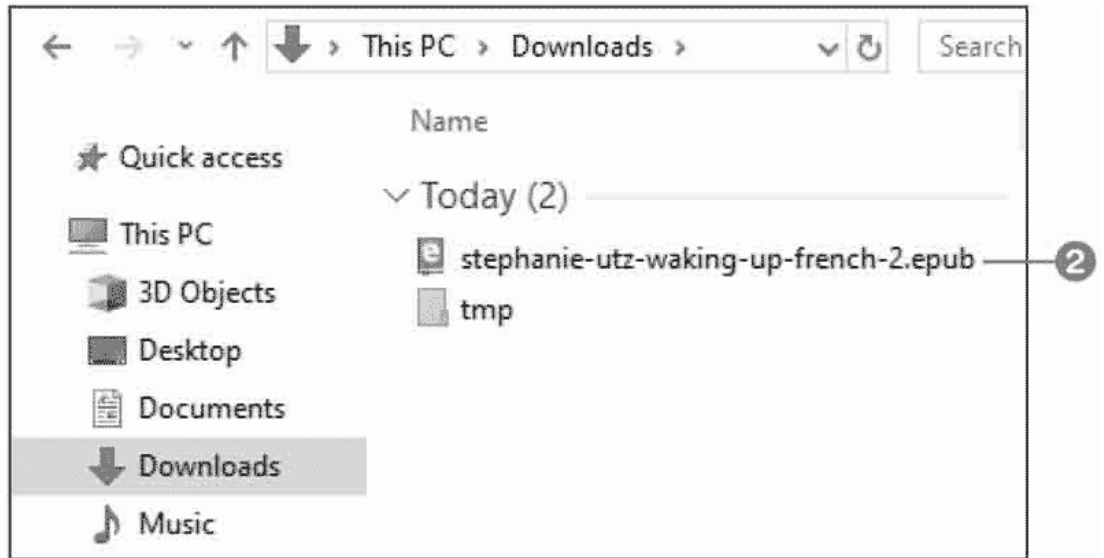 This PC > Downloads >
Search
Name
Quick access
Today (2)
This PC
stephanie-utz-waking-up-french-2.epub
2
3D Objects
tmp
Desktop
Documents
Downloads
Music